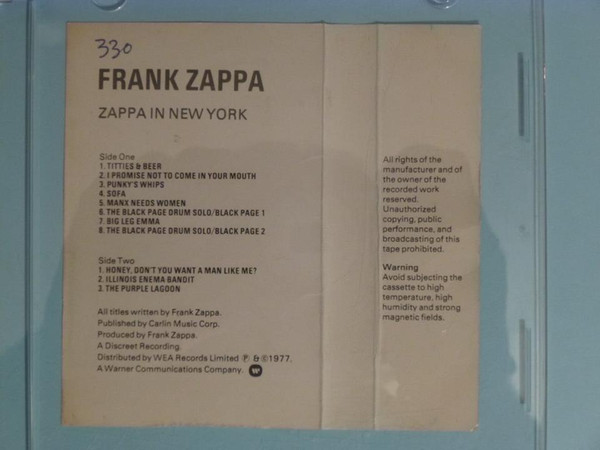 330
FRANK ZAPPA
ZAPPA IN NEW YORK
Side One
1. TITTIES & BEER
2. I PROMISE NOT TO COME IN YOUR MOUTH
3. PUNKY'S WHIPS
4. SOFA
5. MANX NEEDS WOMEN
6. THE BLACK PAGE DRUM SOLO/BLACK PAGE 1
7. BIG LEG EMMA
8. THE BLACK PAGE DRUM SOLO/BLACK PAGE 2
Side Two
1. HONEY, DON'T YOU WANT A MAN LIKE ME?
2. ILLINOIS ENEMA BANDIT
3. THE PURPLE LAGOON
All titles written by Frank Zappa.
Published by Carlin Music Corp.
Produced by Frank Zappa.
A Discreet Recording.
Distributed by WEA Records Limited ℗ & ©1977.
A Warner Communications Company.
All rights of the
manufacturer and of
the owner of the
recorded work
reserved.
Unauthorized
copying, public
performance, and
broadcasting of this
tape prohibited.
Warning
Avoid subjecting the
cassette to high
temperature, high
humidity and strong
magnetic fields.